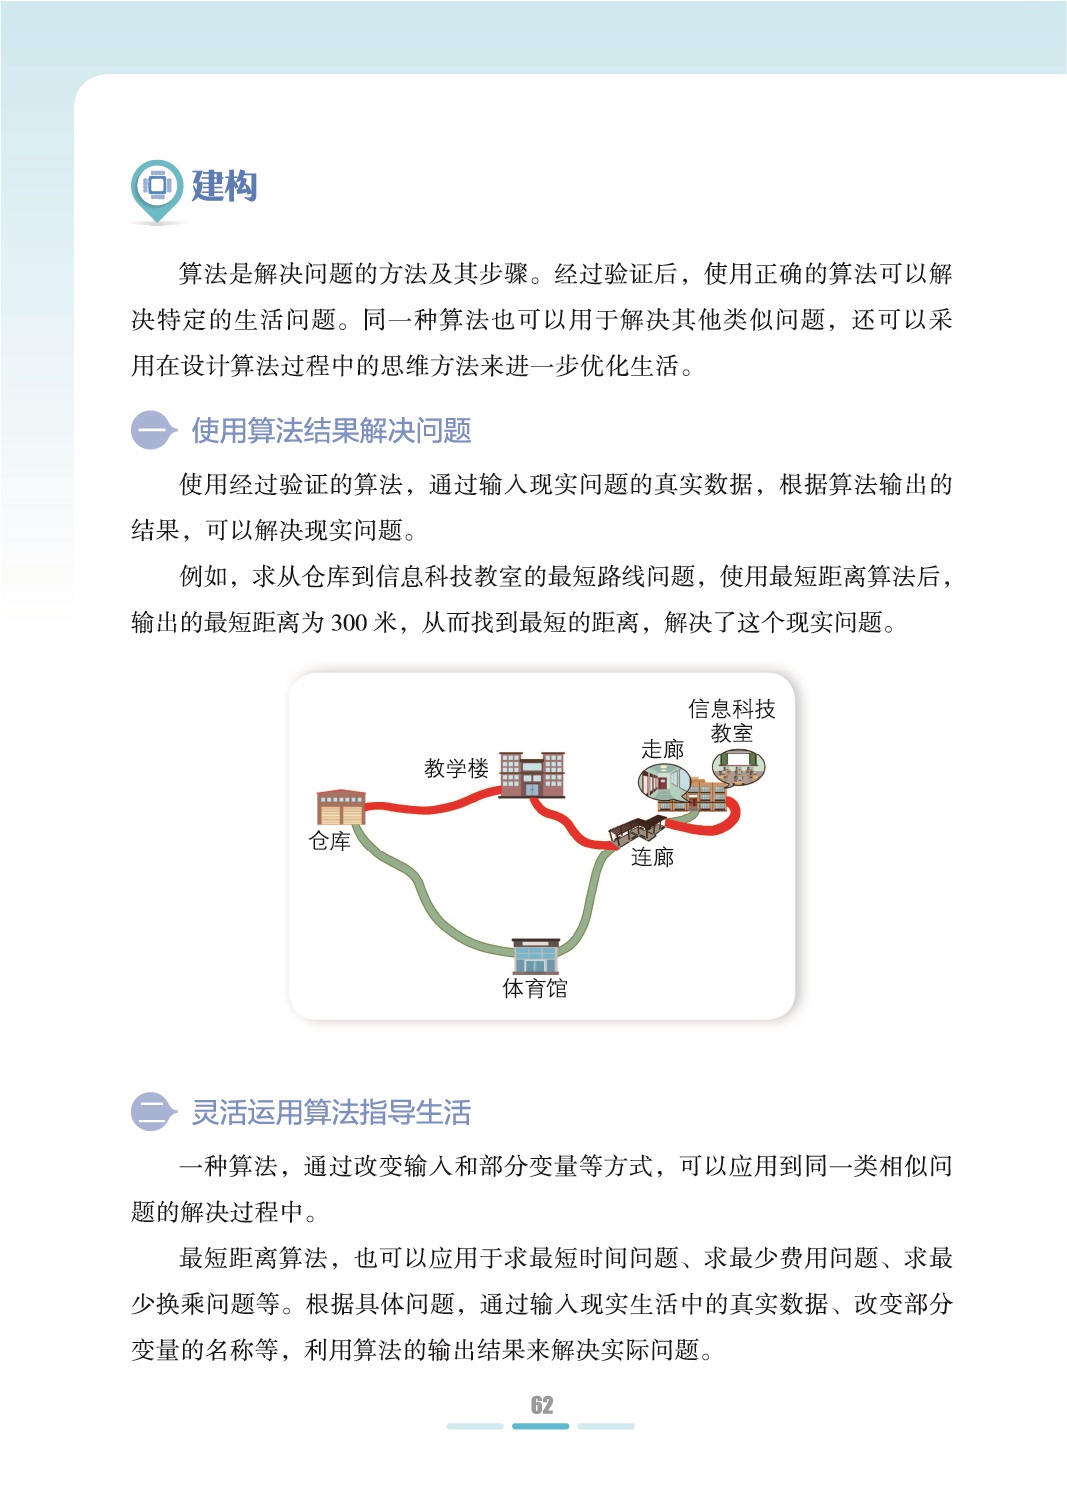 建构
算法是解决问题的方法及其步骤。经过验证后，使用正确的算法可以解
决特定的生活问题。同一种算法也可以用于解决其他类似问题，还可以采
用在设计算法过程中的思维方法来进一步优化生活。
一 使用算法结果解决问题
使用经过验证的算法，通过输入现实问题的真实数据，根据算法输出的
结果，可以解决现实问题。
例如，求从仓库到信息科技教室的最短路线问题，使用最短距离算法后，
输出的最短距离为 300 米，从而找到最短的距离，解决了这个现实问题。
信息科技
教室
走廊
教学楼
仓库
连廊
体育馆
二 灵活运用算法指导生活
一种算法，通过改变输入和部分变量等方式，可以应用到同一类相似问
题的解决过程中。
最短距离算法，也可以应用于求最短时间问题、求最少费用问题、求最
少换乘问题等。根据具体问题，通过输入现实生活中的真实数据、改变部分
变量的名称等，利用算法的输出结果来解决实际问题。
62